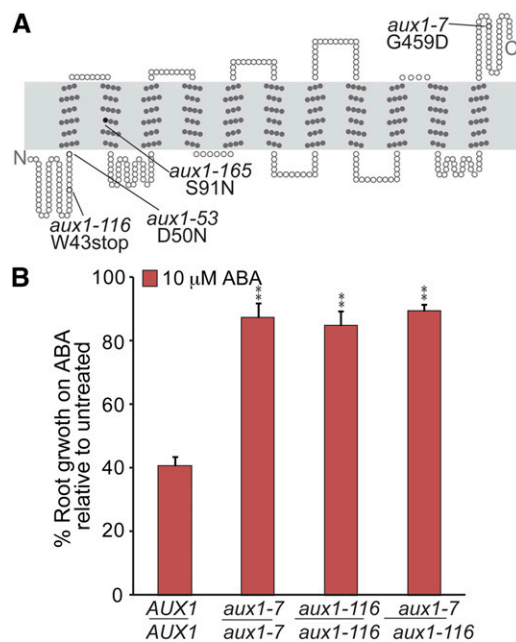 A
aux1-7
G459D
C
N
aux1-165
S91N
aux1-116
W43stop
aux1-53
D50N
B
10 µM ABA
% Root grwoth on ABA
relative to untreated
100
80
60
40
20
0
**
**
**
AUX1
AUX1
aux1-7
aux1-7
aux1-116
aux1-116
aux1-7
aux1-116